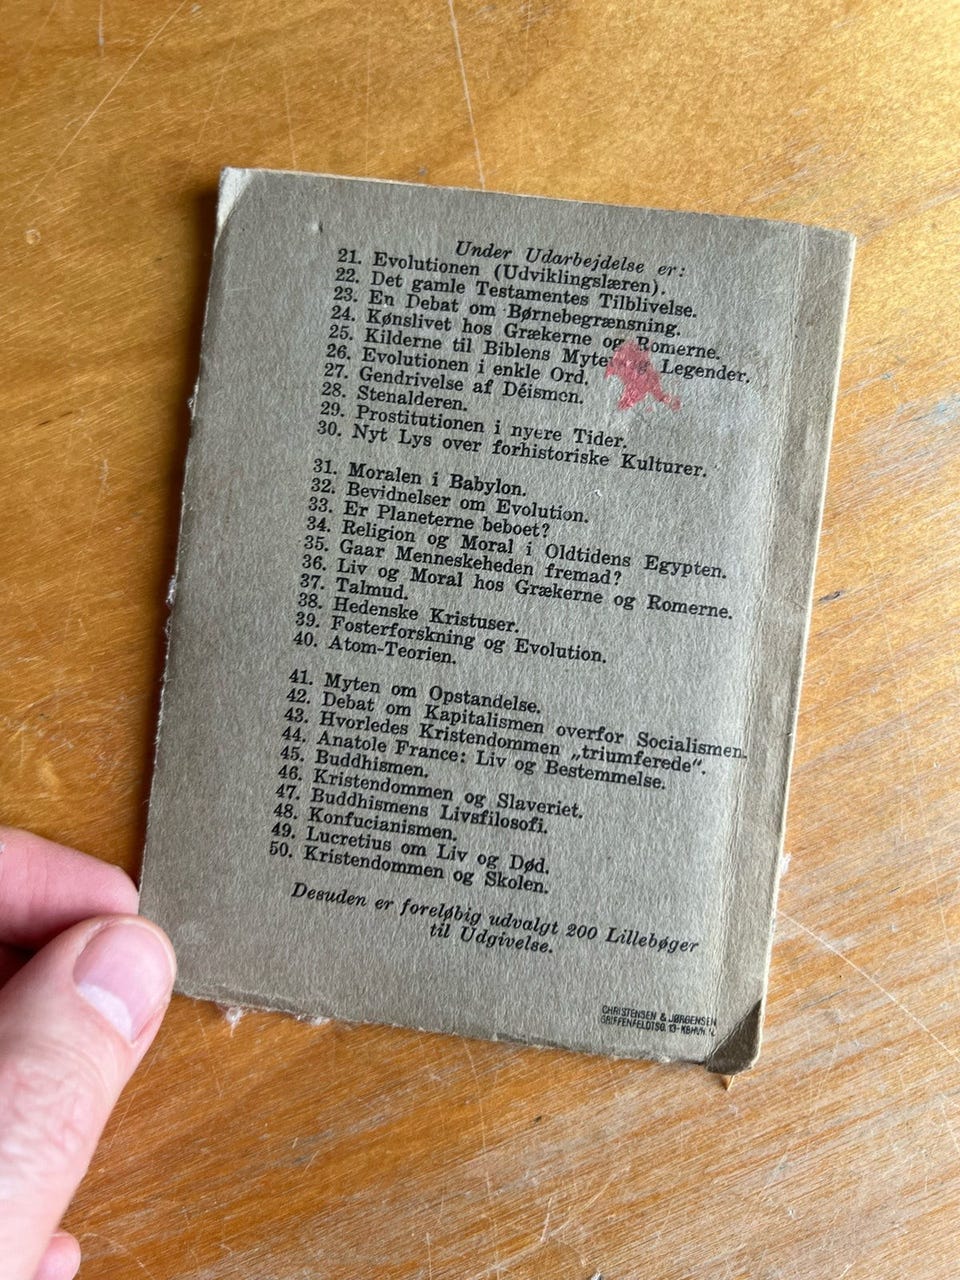 Under Udarbejdelse er:
21. Evolutionen (Udviklingslæren).
22. Det gamle Testamentes Tilblivelse.
23. En Debat om Børnebegrænsning.
24. Kønslivet hos Grækerne og Romerne.
25. Kilderne til Biblens Myter og Legender.
26. Evolutionen i enkle Ord.
27. Gendrivelse af Déismen.
28. Stenalderen.
29. Prostitutionen i nyere Tider.
30. Nyt Lys over forhistoriske Kulturer.
31. Moralen i Babylon.
32. Bevidnelser om Evolution.
33. Er Planeterne beboet?
34. Religion og Moral i Oldtidens Egypten.
35. Gaar Menneskeheden fremad?
36. Liv og Moral hos Grækerne og Romerne.
37. Talmud.
38. Hedenske Kristuser.
39. Fosterforskning og Evolution.
40. Atom-Teorien.
41. Myten om Opstandelse.
42. Debat om Kapitalismen overfor Socialismen.
43. Hvorledes Kristendommen „triumferede“.
44. Anatole France: Liv og Bestemmelse.
45. Buddhismen.
46. Kristendommen og Slaveriet.
47. Buddhismens Livsfilosofi.
48. Konfucianismen.
49. Lucretius om Liv og Død.
50. Kristendommen og Skolen.
Desuden er foreløbig udvalgt 200 Lillebøger
til Udgivelse.
CHRISTENSEN & JØRGENSEN
GRIFFENFELDTSG. 13-KBHVN. N.